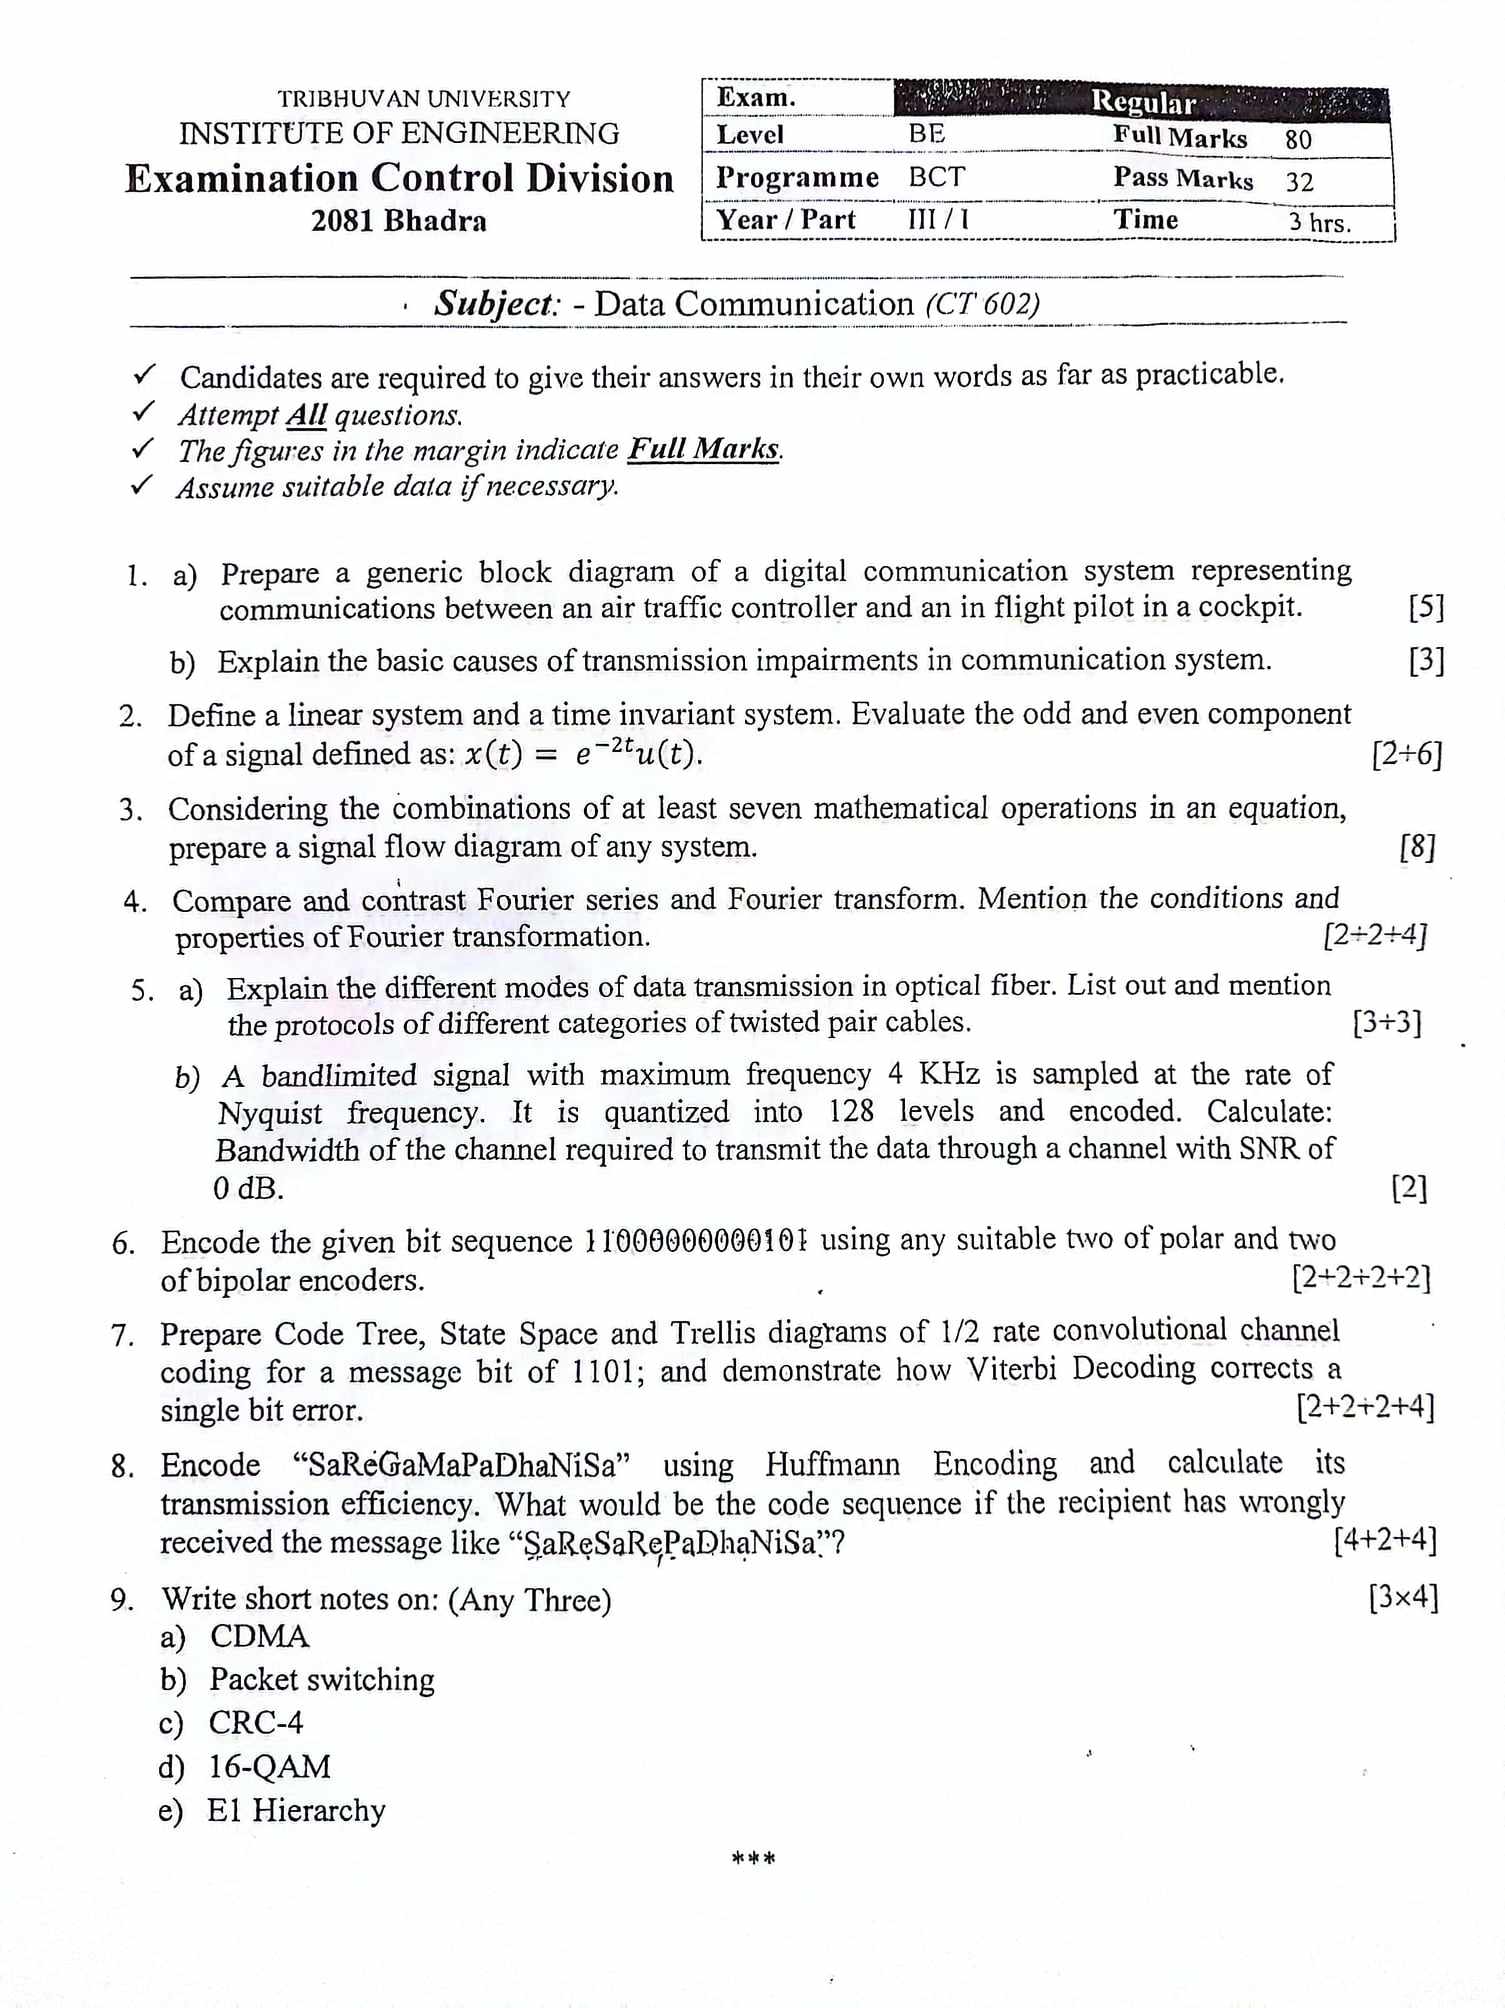 TRIBHUVAN UNIVERSITY
INSTITUTE OF ENGINEERING
Examination Control Division
2081 Bhadra
Exam. Regular
Level BE Full Marks 80
Programme BCT Pass Marks 32
Year / Part III / I Time 3 hrs.
Subject: - Data Communication (CT 602)
✓ Candidates are required to give their answers in their own words as far as practicable.
✓ Attempt All questions.
✓ The figures in the margin indicate Full Marks.
✓ Assume suitable data if necessary.
1. a) Prepare a generic block diagram of a digital communication system representing
communications between an air traffic controller and an in flight pilot in a cockpit. [5]
b) Explain the basic causes of transmission impairments in communication system. [3]
2. Define a linear system and a time invariant system. Evaluate the odd and even component
of a signal defined as: x(t) = e⁻²ᵗu(t). [2+6]
3. Considering the combinations of at least seven mathematical operations in an equation,
prepare a signal flow diagram of any system. [8]
4. Compare and contrast Fourier series and Fourier transform. Mention the conditions and
properties of Fourier transformation. [2+2+4]
5. a) Explain the different modes of data transmission in optical fiber. List out and mention
the protocols of different categories of twisted pair cables. [3+3]
b) A bandlimited signal with maximum frequency 4 KHz is sampled at the rate of
Nyquist frequency. It is quantized into 128 levels and encoded. Calculate:
Bandwidth of the channel required to transmit the data through a channel with SNR of
0 dB. [2]
6. Encode the given bit sequence using any suitable two of polar and two
of bipolar encoders. [2+2+2+2]
7. Prepare Code Tree, State Space and Trellis diagrams of 1/2 rate convolutional channel
coding for a message bit of 1101; and demonstrate how Viterbi Decoding corrects a
single bit error. [2+2+2+4]
8. Encode “SaReGaMaPaDhaNiSa” using Huffmann Encoding and calculate its
transmission efficiency. What would be the code sequence if the recipient has wrongly
received the message like “SaReSaRePaDhaNiSa”? [4+2+4]
9. Write short notes on: (Any Three) [3×4]
a) CDMA
b) Packet switching
c) CRC-4
d) 16-QAM
e) E1 Hierarchy
***